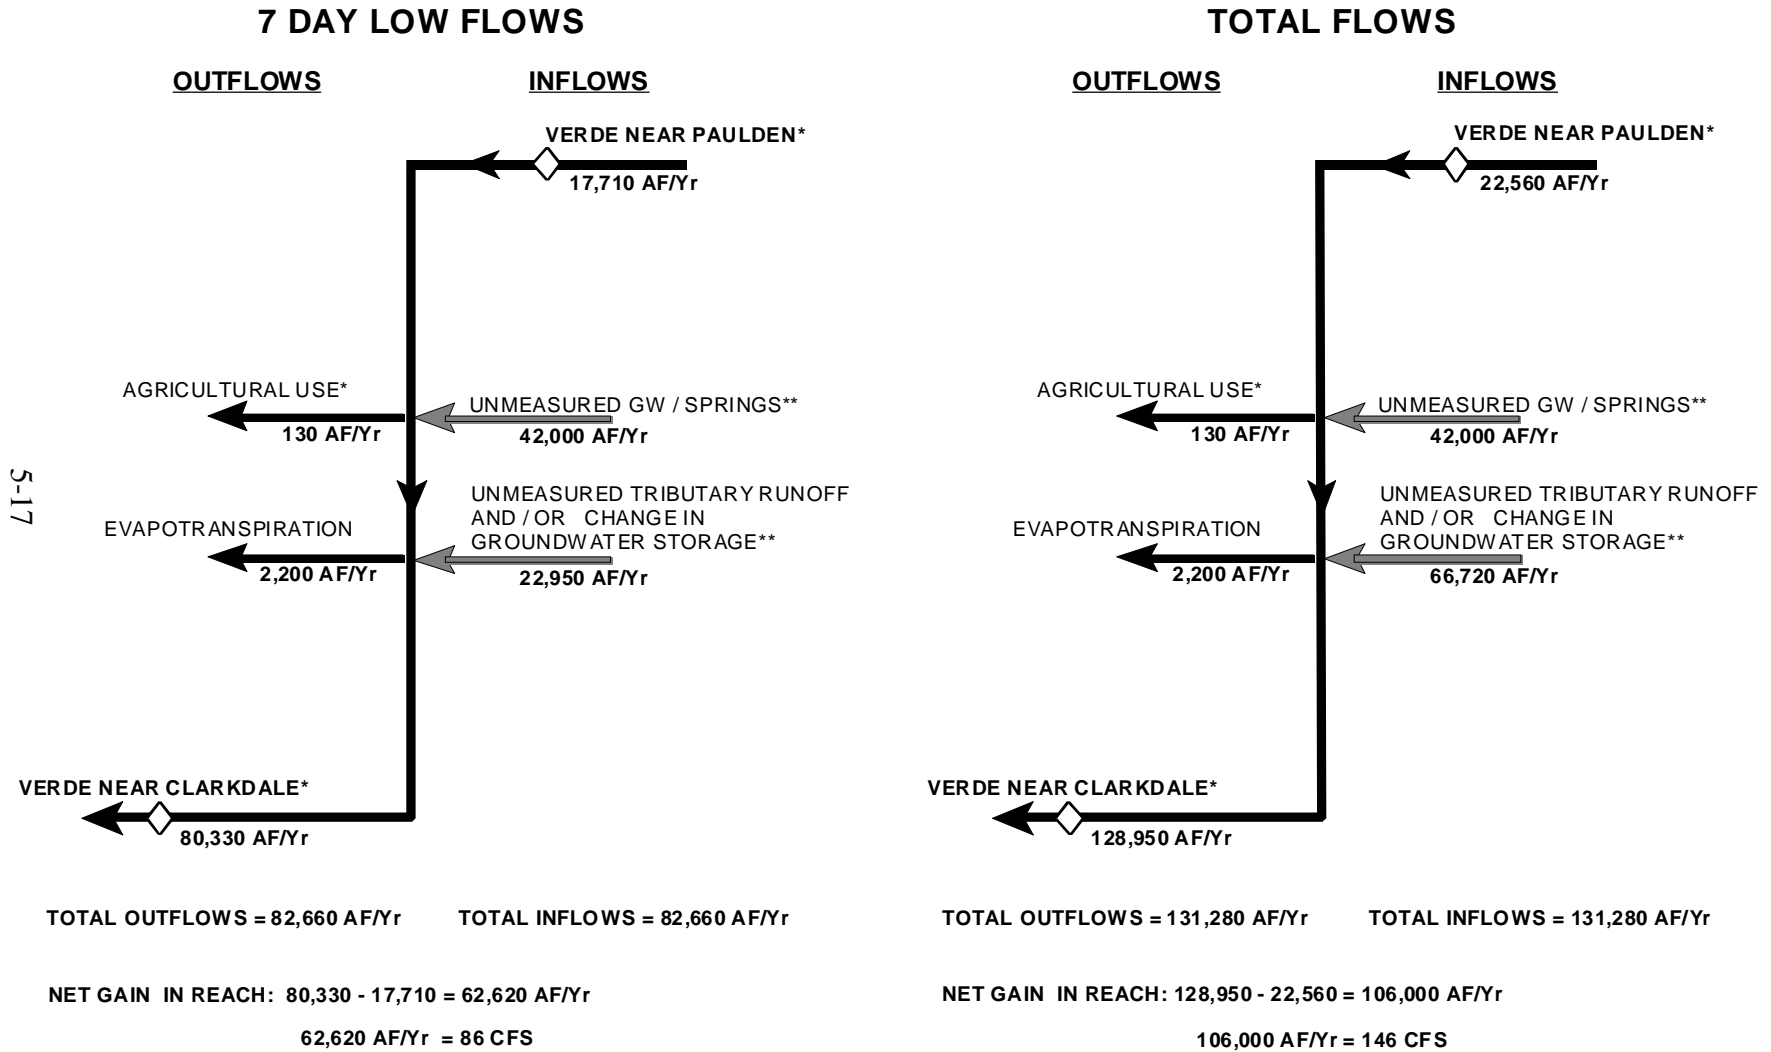 7 DAY LOW FLOWS
OUTFLOWS
INFLOWS
VERDE NEAR PAULDEN*
17,710 AF/Yr
AGRICULTURAL USE*
130 AF/Yr
UNMEASURED GW / SPRINGS**
42,000 AF/Yr
EVAPOTRANSPIRATION
2,200 AF/Yr
UNMEASURED TRIBUTARY RUNOFF
AND / OR CHANGE IN
GROUNDWATER STORAGE**
22,950 AF/Yr
VERDE NEAR CLARKDALE*
80,330 AF/Yr
TOTAL OUTFLOWS = 82,660 AF/Yr
TOTAL INFLOWS = 82,660 AF/Yr
NET GAIN IN REACH: 80,330 - 17,710 = 62,620 AF/Yr
62,620 AF/Yr = 86 CFS
TOTAL FLOWS
OUTFLOWS
INFLOWS
VERDE NEAR PAULDEN*
22,560 AF/Yr
AGRICULTURAL USE*
130 AF/Yr
UNMEASURED GW / SPRINGS**
42,000 AF/Yr
EVAPOTRANSPIRATION
2,200 AF/Yr
UNMEASURED TRIBUTARY RUNOFF
AND / OR CHANGE IN
GROUNDWATER STORAGE**
66,720 AF/Yr
VERDE NEAR CLARKDALE*
128,950 AF/Yr
TOTAL OUTFLOWS = 131,280 AF/Yr
TOTAL INFLOWS = 131,280 AF/Yr
NET GAIN IN REACH: 128,950 - 22,560 = 106,000 AF/Yr
106,000 AF/Yr = 146 CFS
5-17